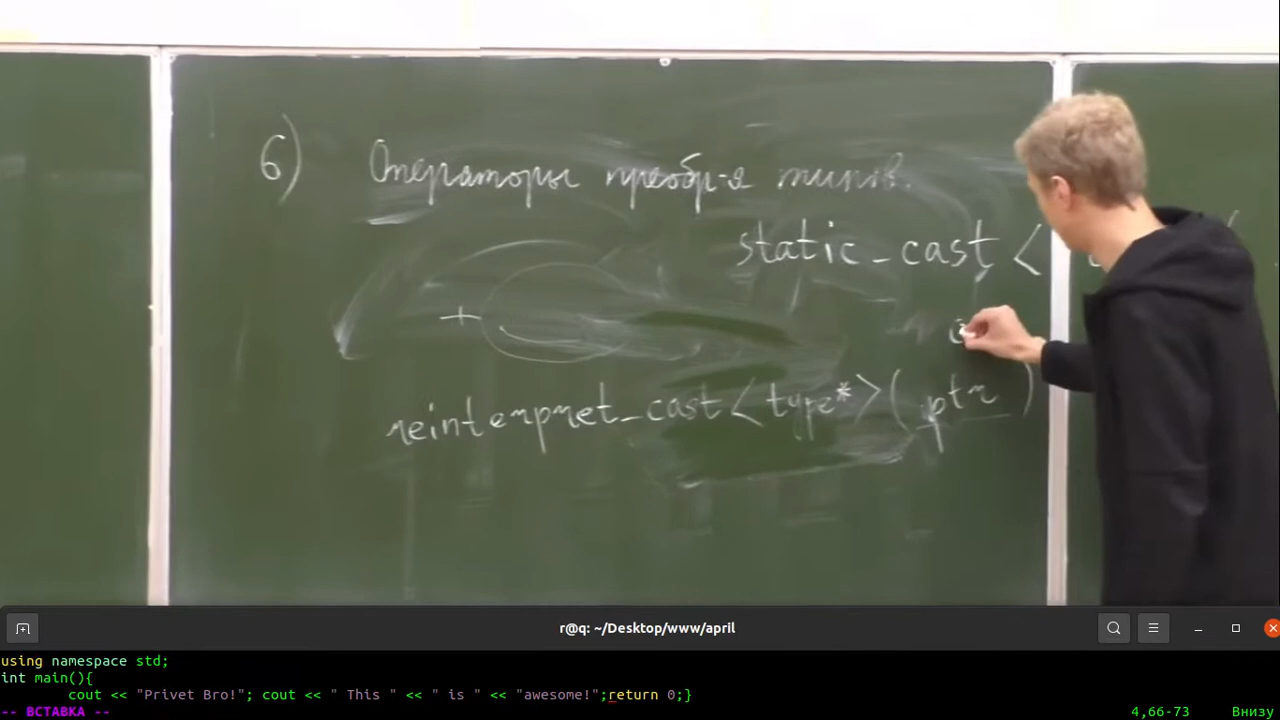 6) Операторы преобр-я типов.
static_cast <
reinterpret_cast <type*>( ptr )
r@q: ~/Desktop/www/april
using namespace std;
int main(){
cout << "Privet Bro!"; cout << " This " << " is " << "awesome!";return 0;}
-- ВСТАВКА -- 4,66-73 Внизу